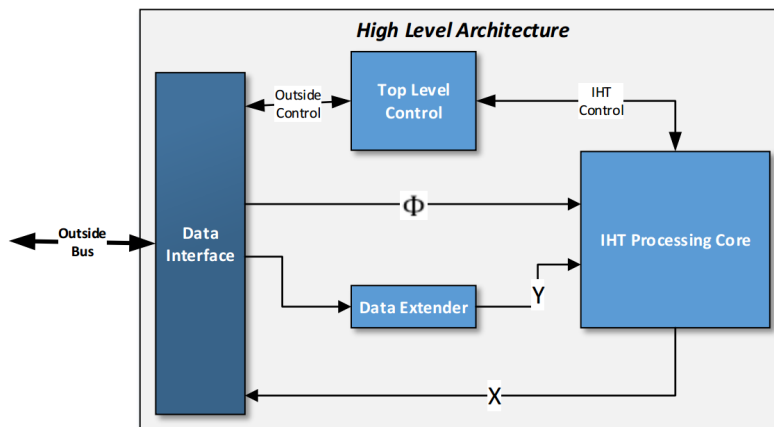 High Level Architecture
Outside
Control
Top Level
Control
IHT
Control
Φ
Outside
Bus
Data
Interface
IHT Processing Core
Data Extender
Y
X